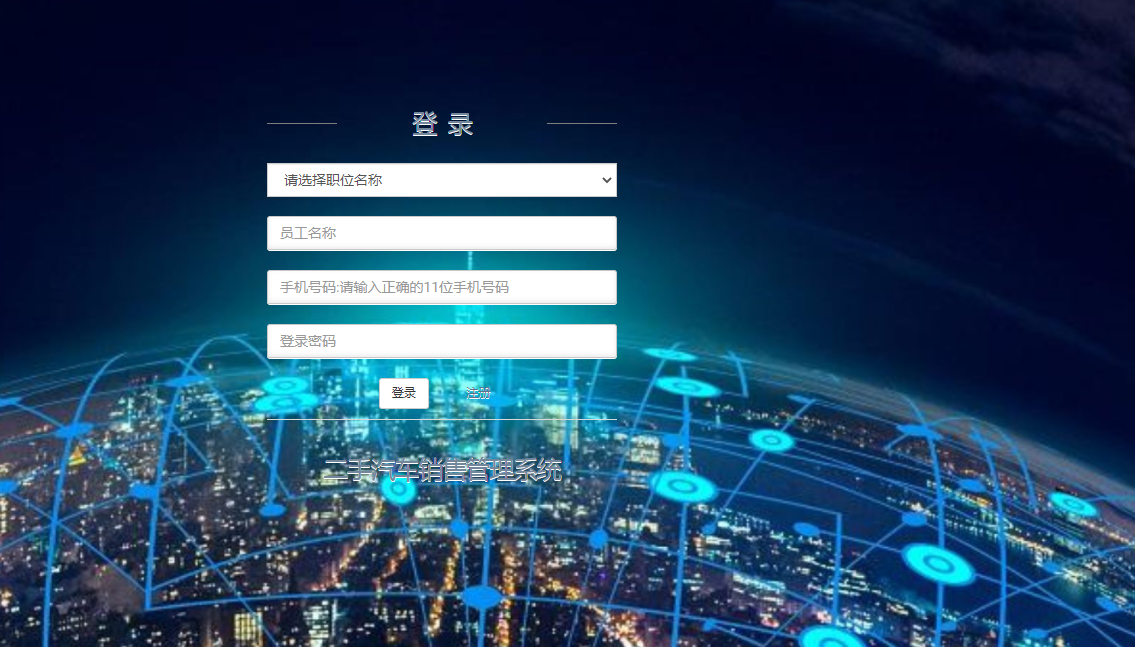 登 录
请选择职位名称
员工名称
手机号码:请输入正确的11位手机号码
登录密码
登录 注册
二手汽车销售管理系统